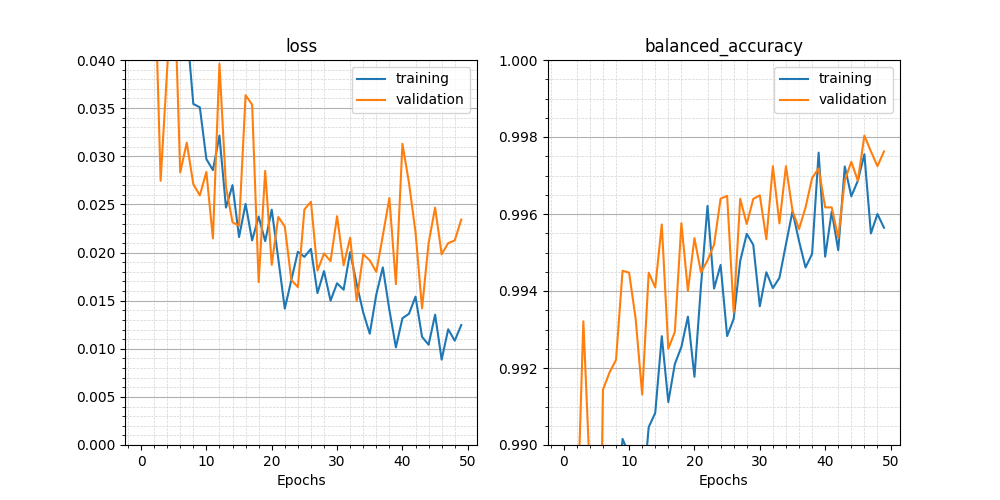 loss
0.040
0.035
0.030
0.025
0.020
0.015
0.010
0.005
0.000
0 10 20 30 40 50
Epochs
training
validation
balanced_accuracy
1.000
0.998
0.996
0.994
0.992
0.990
0 10 20 30 40 50
Epochs
training
validation